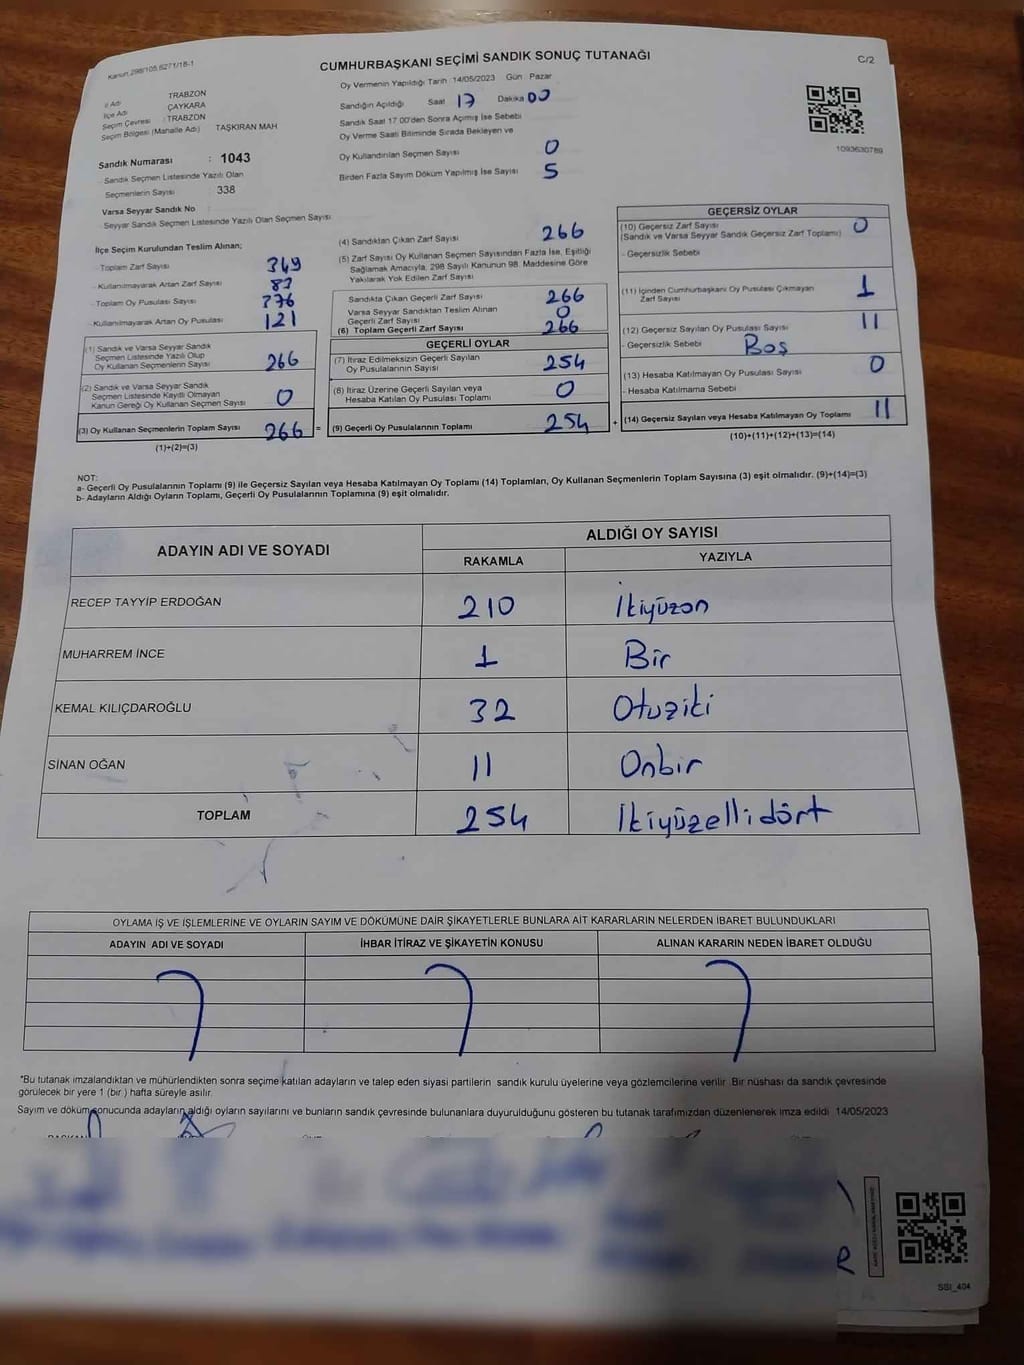 Kanun 298/105,6271/18-1
CUMHURBAŞKANI SEÇİMİ SANDIK SONUÇ TUTANAĞI
C/2
İl Adı TRABZON
İlçe Adı ÇAYKARA
Seçim Çevresi : TRABZON
Seçim Bölgesi (Mahalle Adı) TAŞKIRAN MAH
Sandık Numarası : 1043
Sandık Seçmen Listesinde Yazılı Olan
Seçmenlerin Sayısı 338
Varsa Seyyar Sandık No
Seyyar Sandık Seçmen Listesinde Yazılı Olan Seçmen Sayısı
Oy Vermenin Yapıldığı Tarih 14/05/2023 Gün Pazar
Sandığın Açıldığı Saat 17 Dakika 00
Sandık Saat 17.00'den Sonra Açılmış İse Sebebi
Oy Verme Saati Bitiminde Sırada Bekleyen ve
Oy Kullandırılan Seçmen Sayısı 0
Birden Fazla Sayım Döküm Yapılmış İse Sayısı 5
1093630789
İlçe Seçim Kurulundan Teslim Alınan;
- Toplam Zarf Sayısı 349
- Kullanılmayarak Artan Zarf Sayısı 83
- Toplam Oy Pusulası Sayısı 376
- Kullanılmayarak Artan Oy Pusulası 121
(1) Sandık ve Varsa Seyyar Sandık
Seçmen Listesinde Yazılı Olup
Oy Kullanan Seçmenlerin Sayısı 266
(2) Sandık ve Varsa Seyyar Sandık
Seçmen Listesinde Kayıtlı Olmayan
Kanun Gereği Oy Kullanan Seçmen Sayısı 0
(3) Oy Kullanan Seçmenlerin Toplam Sayısı 266 =
(1)+(2)=(3)
(4) Sandıktan Çıkan Zarf Sayısı 266
(5) Zarf Sayısı Oy Kullanan Seçmen Sayısından Fazla İse, Eşitliği
Sağlamak Amacıyla, 298 Sayılı Kanunun 98. Maddesine Göre
Yakılarak Yok Edilen Zarf Sayısı
Sandıkta Çıkan Geçerli Zarf Sayısı 266
Varsa Seyyar Sandıktan Teslim Alınan
Geçerli Zarf Sayısı 0
(6) Toplam Geçerli Zarf Sayısı 266
GEÇERLİ OYLAR
(7) İtiraz Edilmeksizin Geçerli Sayılan
Oy Pusulalarının Sayısı 254
(8) İtiraz Üzerine Geçerli Sayılan veya
Hesaba Katılan Oy Pusulası Toplamı 0
(9) Geçerli Oy Pusulalarının Toplamı 254 +
GEÇERSİZ OYLAR
(10) Geçersiz Zarf Sayısı 0
(Sandık ve Varsa Seyyar Sandık Geçersiz Zarf Toplamı)
- Geçersizlik Sebebi
(11) İçinden Cumhurbaşkanı Oy Pusulası Çıkmayan
Zarf Sayısı 1
(12) Geçersiz Sayılan Oy Pusulası Sayısı 11
- Geçersizlik Sebebi Boş
(13) Hesaba Katılmayan Oy Pusulası Sayısı 0
- Hesaba Katılmama Sebebi
(14) Geçersiz Sayılan veya Hesaba Katılmayan Oy Toplamı 11
(10)+(11)+(12)+(13)=(14)
NOT:
a- Geçerli Oy Pusulalarının Toplamı (9) ile Geçersiz Sayılan veya Hesaba Katılmayan Oy Toplamı (14) Toplamları, Oy Kullanan Seçmenlerin Toplam Sayısına (3) eşit olmalıdır. (9)+(14)=(3)
b- Adayların Aldığı Oyların Toplamı, Geçerli Oy Pusulalarının Toplamına (9) eşit olmalıdır.
ADAYIN ADI VE SOYADI
ALDIĞI OY SAYISI
RAKAMLA YAZIYLA
RECEP TAYYİP ERDOĞAN 210 İkiyüzon
MUHARREM İNCE 1 Bir
KEMAL KILIÇDAROĞLU 32 Otuziki
SİNAN OĞAN 11 Onbir
TOPLAM 254 İkiyüzellidört
OYLAMA İŞ VE İŞLEMLERİNE VE OYLARIN SAYIM VE DÖKÜMÜNE DAİR ŞİKAYETLERLE BUNLARA AİT KARARLARIN NELERDEN İBARET BULUNDUKLARI
ADAYIN ADI VE SOYADI İHBAR İTİRAZ VE ŞİKAYETİN KONUSU ALINAN KARARIN NEDEN İBARET OLDUĞU
*Bu tutanak imzalandıktan ve mühürlendikten sonra seçime katılan adayların ve talep eden siyasi partilerin sandık kurulu üyelerine veya gözlemcilerine verilir. Bir nüshası da sandık çevresinde
görülecek bir yere 1 (bir ) hafta süreyle asılır.
Sayım ve döküm sonucunda adayların aldığı oyların sayılarını ve bunların sandık çevresinde bulunanlara duyurulduğunu gösteren bu tutanak tarafımızdan düzenlenerek imza edildi 14/05/2023
SSI_404